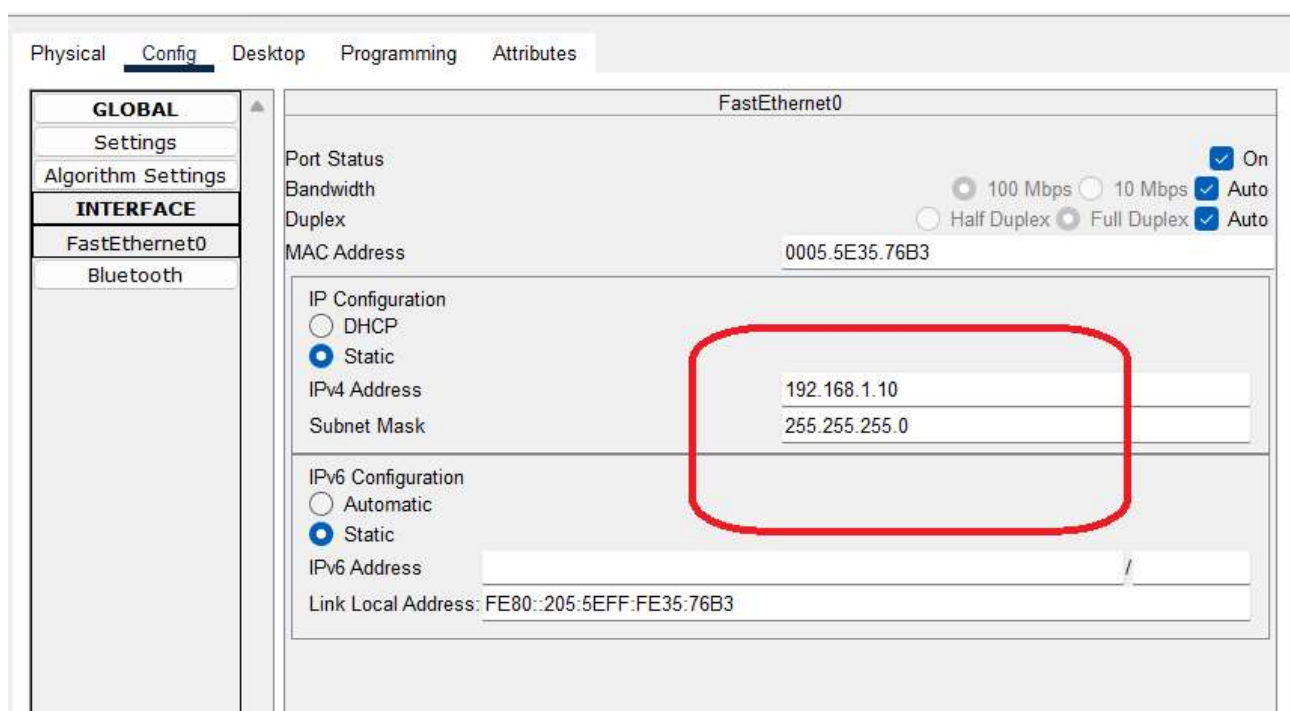 Physical Config Desktop Programming Attributes
GLOBAL
Settings
Algorithm Settings
INTERFACE
FastEthernet0
Bluetooth
FastEthernet0
Port Status On
Bandwidth 100 Mbps 10 Mbps Auto
Duplex Half Duplex Full Duplex Auto
MAC Address 0005.5E35.76B3
IP Configuration
DHCP
Static
IPv4 Address 192.168.1.10
Subnet Mask 255.255.255.0
IPv6 Configuration
Automatic
Static
IPv6 Address /
Link Local Address: FE80::205:5EFF:FE35:76B3